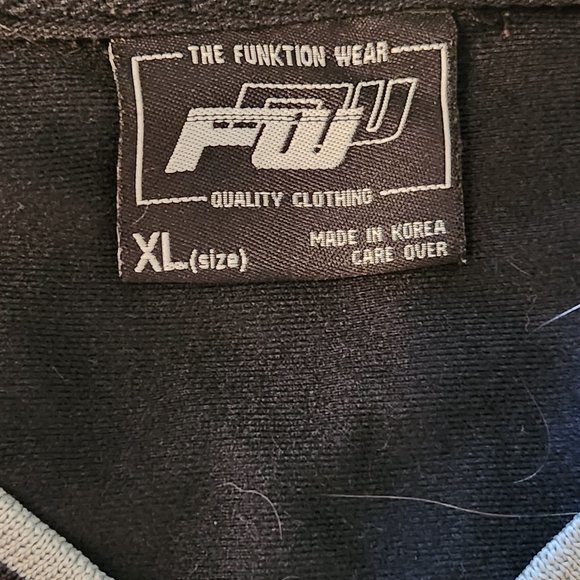 THE FUNKTION WEAR
FW
QUALITY CLOTHING
XL (size)
MADE IN KOREA
CARE OVER